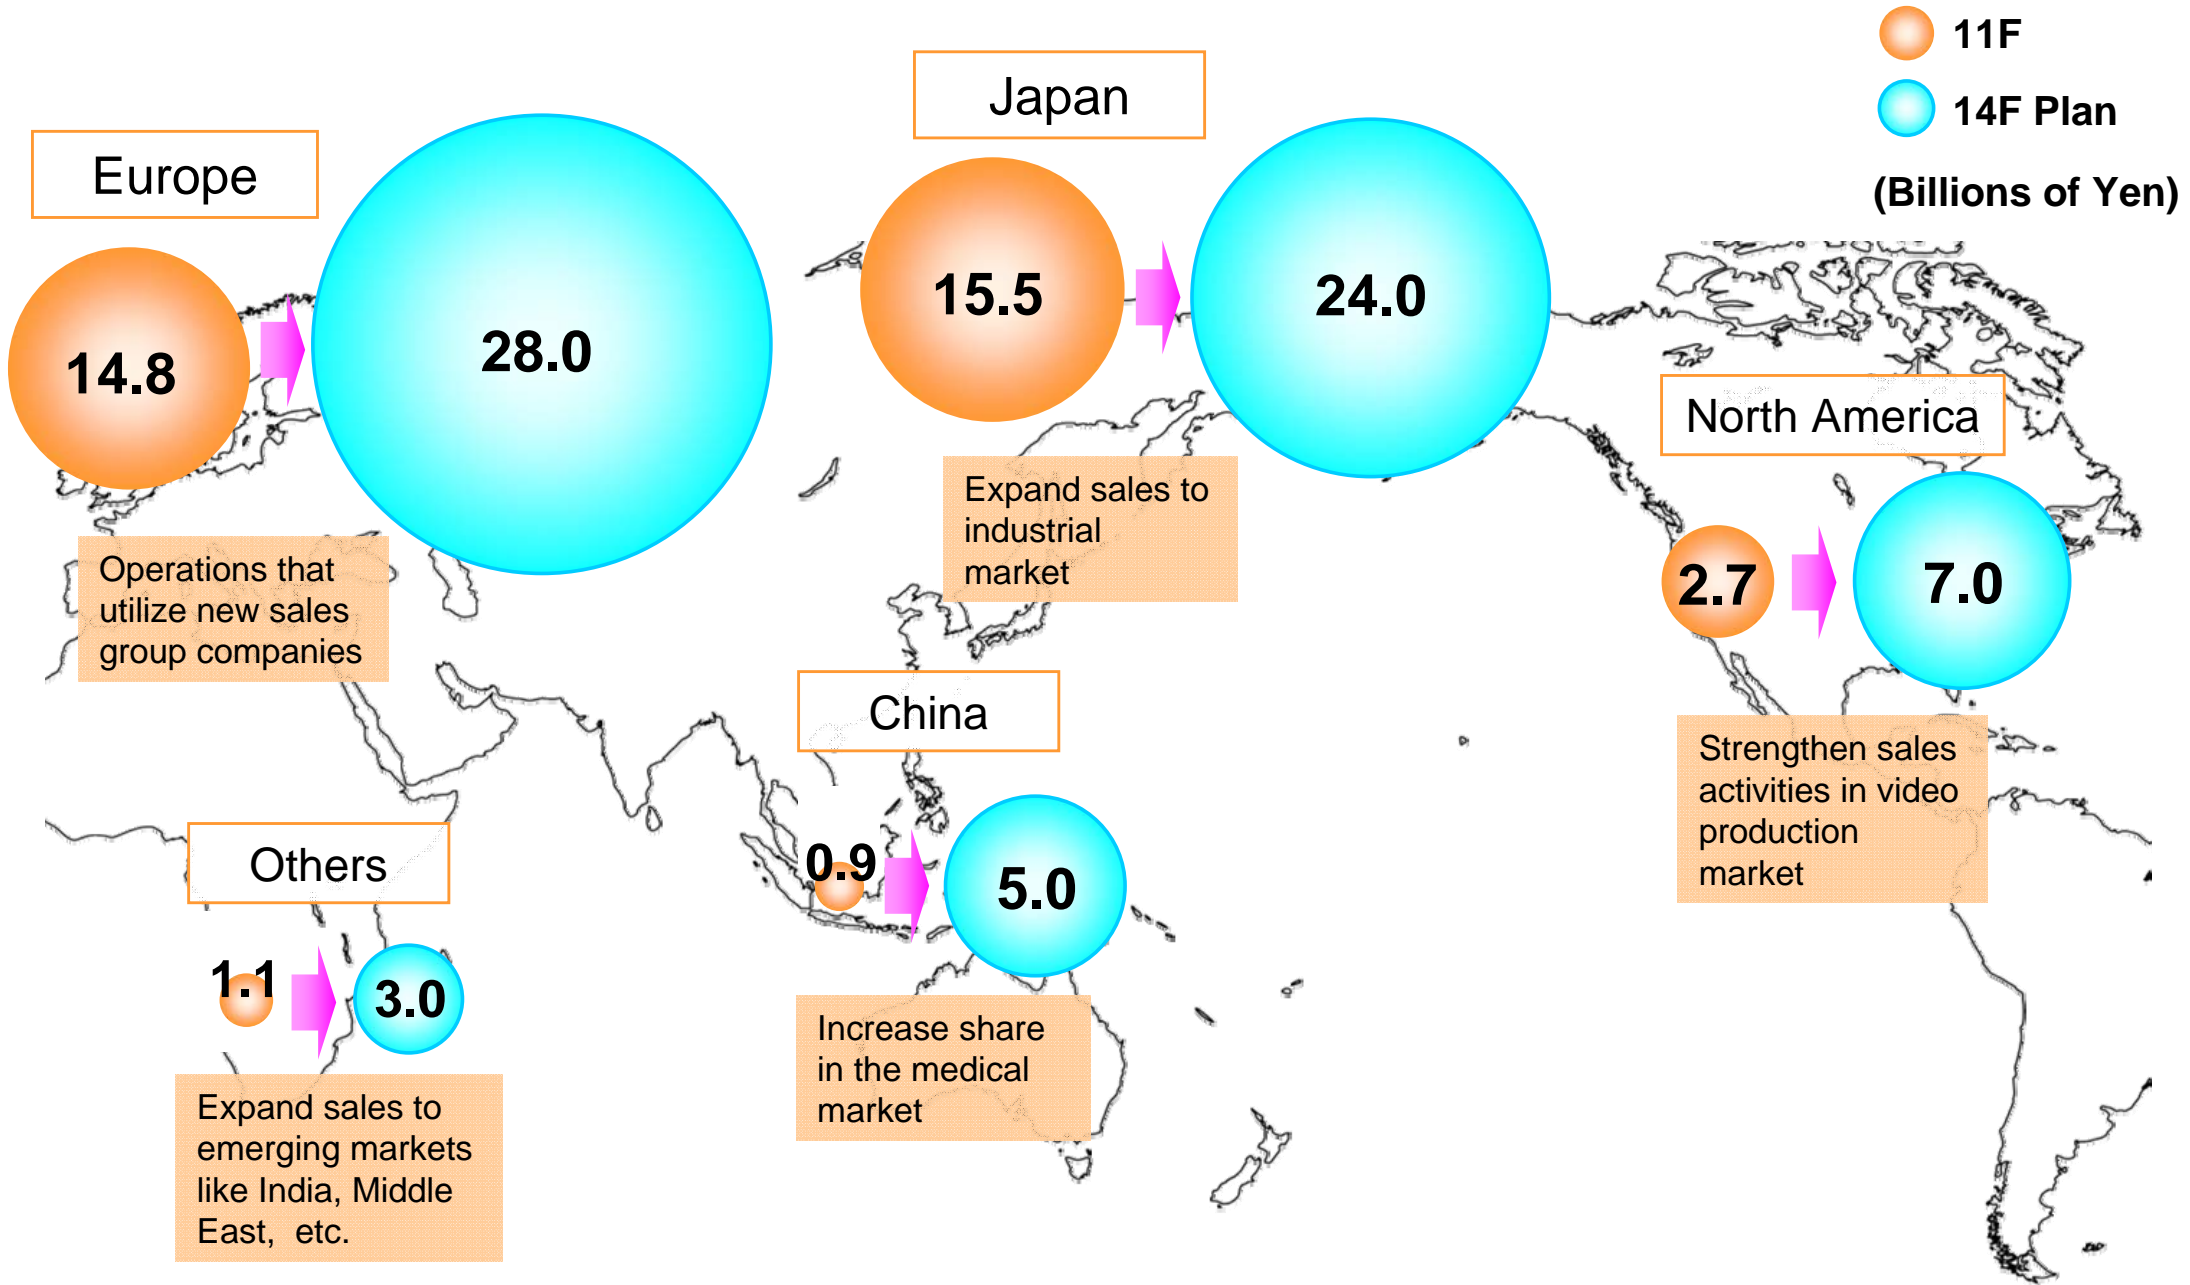 11F
14F Plan
(Billions of Yen)
Europe
14.8
28.0
Operations that
utilize new sales
group companies
Japan
15.5
24.0
Expand sales to
industrial
market
North America
2.7
7.0
Strengthen sales
activities in video
production
market
China
0.9
5.0
Increase share
in the medical
market
Others
1.1
3.0
Expand sales to
emerging markets
like India, Middle
East, etc.